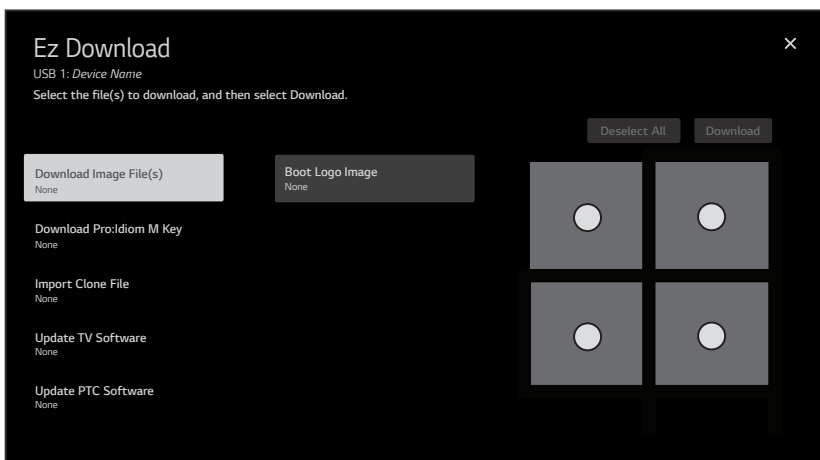 Ez Download
USB 1: Device Name
Select the file(s) to download, and then select Download.
Deselect All
Download
Download Image File(s)
None
Boot Logo Image
None
Download Pro:Idiom M Key
None
Import Clone File
None
Update TV Software
None
Update PTC Software
None